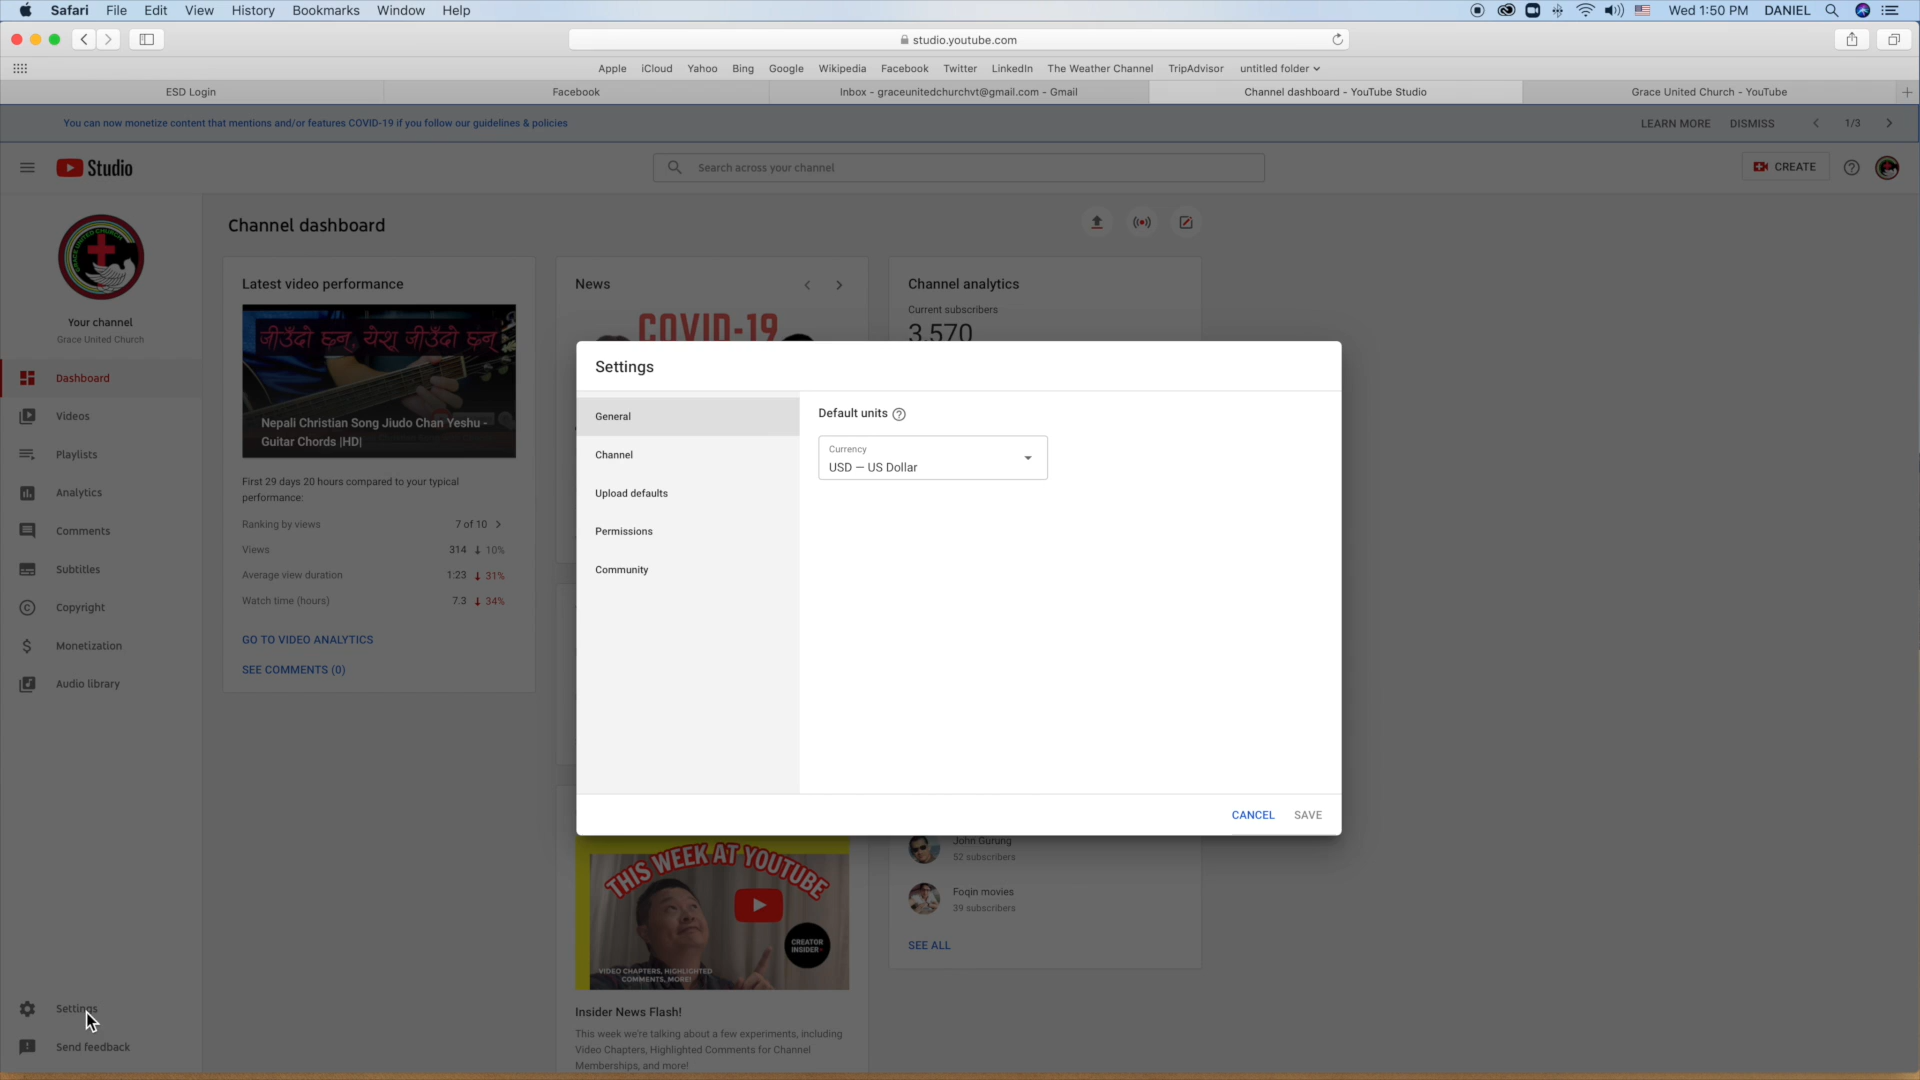 Safari File Edit View History Bookmarks Window Help
Wed 1:50 PM DANIEL
studio.youtube.com
Apple iCloud Yahoo Bing Google Wikipedia Facebook Twitter LinkedIn The Weather Channel TripAdvisor untitled folder
ESD Login
Facebook
Inbox - graceunitedchurchvt@gmail.com - Gmail
Channel dashboard - YouTube Studio
Grace United Church - YouTube
You can now monetize content that mentions and/or features COVID-19 if you follow our guidelines & policies
LEARN MORE DISMISS 1/3
Studio
Search across your channel
CREATE
GRACE UNITED CHURCH
Your channel
Grace United Church
Dashboard
Videos
Playlists
Analytics
Comments
Subtitles
Copyright
Monetization
Audio library
Settings
Send feedback
Channel dashboard
Latest video performance
जीउँदो छन्, येशू जीउँदो छन्
Nepali Christian Song Jiudo Chan Yeshu -
Guitar Chords |HD|
First 29 days 20 hours compared to your typical
performance:
Ranking by views 7 of 10
Views 314 10%
Average view duration 1:23 31%
Watch time (hours) 7.3 34%
GO TO VIDEO ANALYTICS
SEE COMMENTS (0)
News
COVID-19
Channel analytics
Current subscribers
3,570
Settings
General
Channel
Upload defaults
Permissions
Community
Default units
Currency
USD — US Dollar
CANCEL SAVE
THIS WEEK AT YOUTUBE
CREATOR
INSIDER
VIDEO CHAPTERS, HIGHLIGHTED
COMMENTS, MORE!
Insider News Flash!
This week we're talking about a few experiments, including
Video Chapters, Highlighted Comments for Channel
Memberships, and more!
John Gurung
52 subscribers
Foqin movies
39 subscribers
SEE ALL